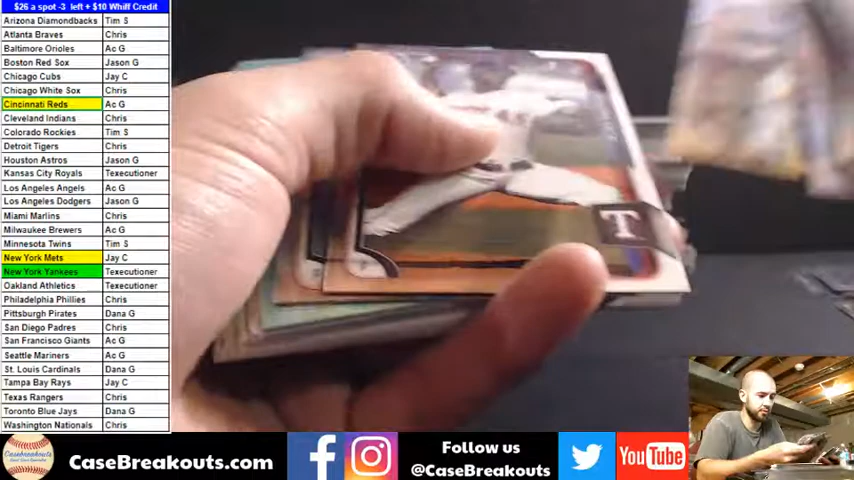 $26 a spot -3 left + $10 Whiff Credit
Arizona Diamondbacks Tim S
Atlanta Braves Chris
Baltimore Orioles Ac G
Boston Red Sox Jason G
Chicago Cubs Jay C
Chicago White Sox Chris
Cincinnati Reds Ac G
Cleveland Indians Chris
Colorado Rockies Tim S
Detroit Tigers Chris
Houston Astros Jason G
Kansas City Royals Texecutioner
Los Angeles Angels Ac G
Los Angeles Dodgers Jason G
Miami Marlins Chris
Milwaukee Brewers Ac G
Minnesota Twins Tim S
New York Mets Jay C
New York Yankees Texecutioner
Oakland Athletics Texecutioner
Philadelphia Phillies Chris
Pittsburgh Pirates Dana G
San Diego Padres Chris
San Francisco Giants Ac G
Seattle Mariners Ac G
St. Louis Cardinals Dana G
Tampa Bay Rays Jay C
Texas Rangers Chris
Toronto Blue Jays Dana G
Washington Nationals Chris
T
CaseBreakouts.com
Follow us
@CaseBreakouts
YouTube